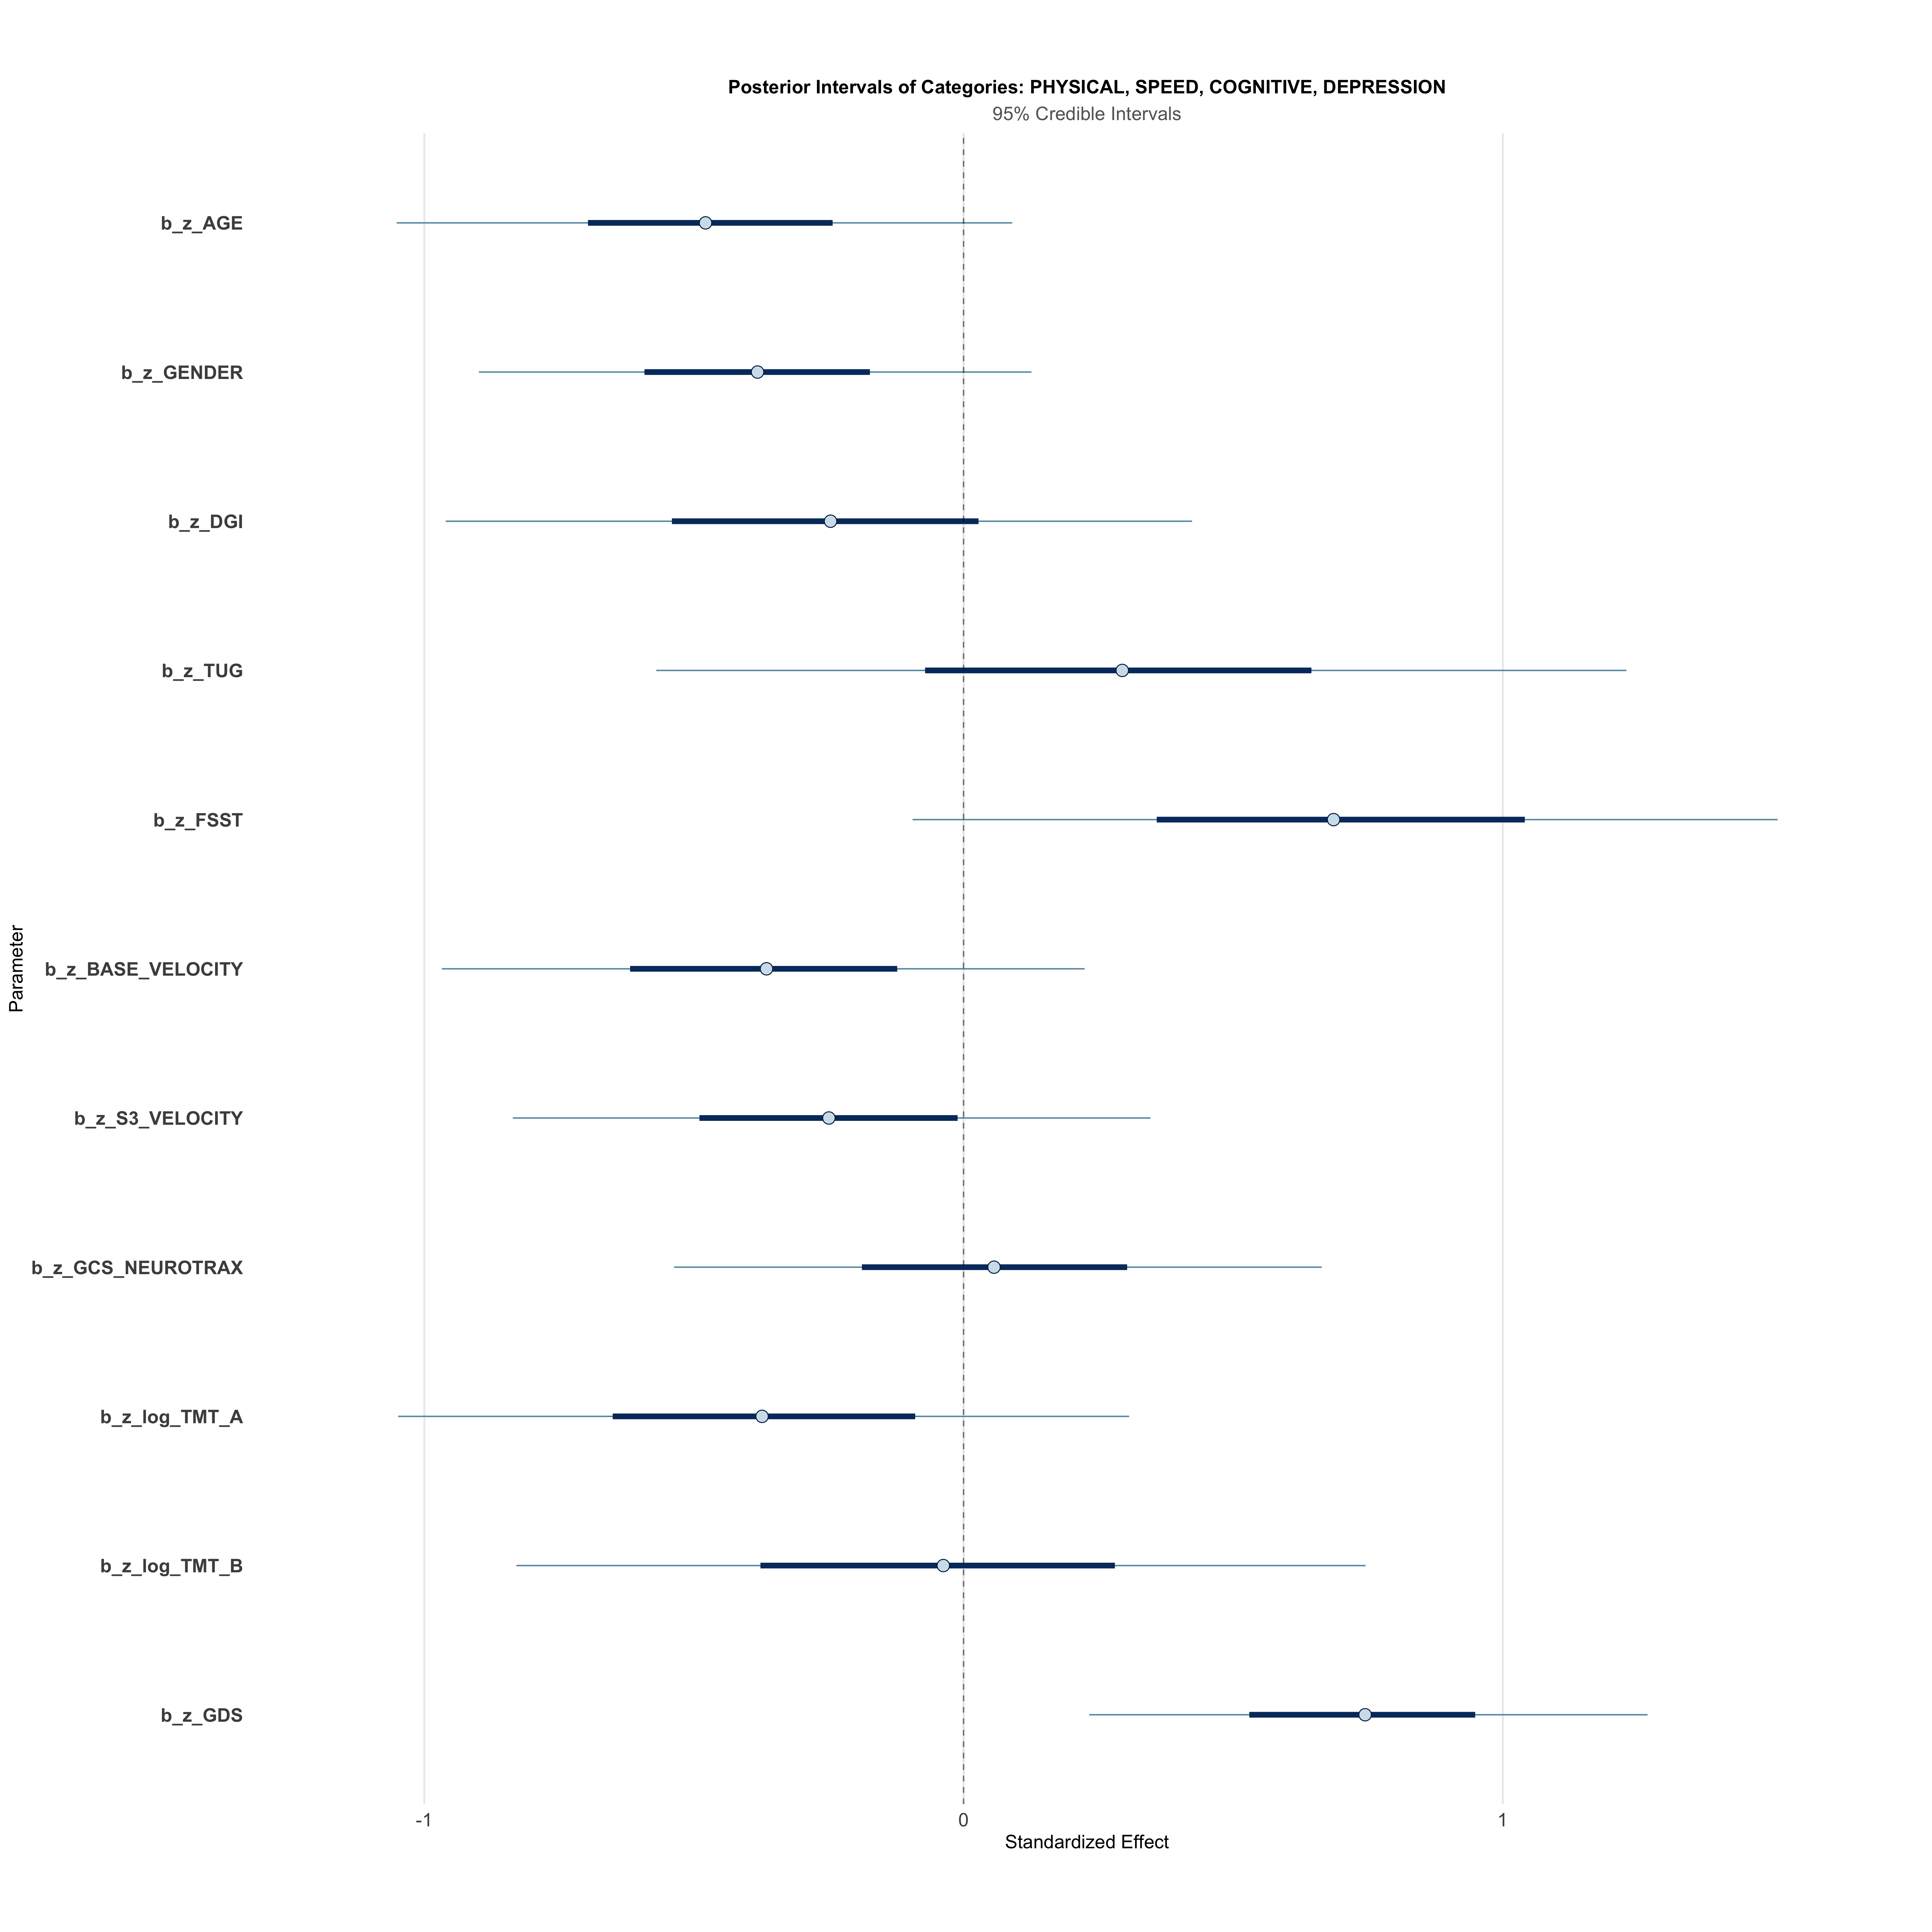 Posterior Intervals of Categories: PHYSICAL, SPEED, COGNITIVE, DEPRESSION
95% Credible Intervals
b_z_AGE
b_z_GENDER
b_z_DGI
b_z_TUG
b_z_FSST
b_z_BASE_VELOCITY
b_z_S3_VELOCITY
b_z_GCS_NEUROTRAX
b_z_log_TMT_A
b_z_log_TMT_B
b_z_GDS
Parameter
-1 0 1
Standardized Effect